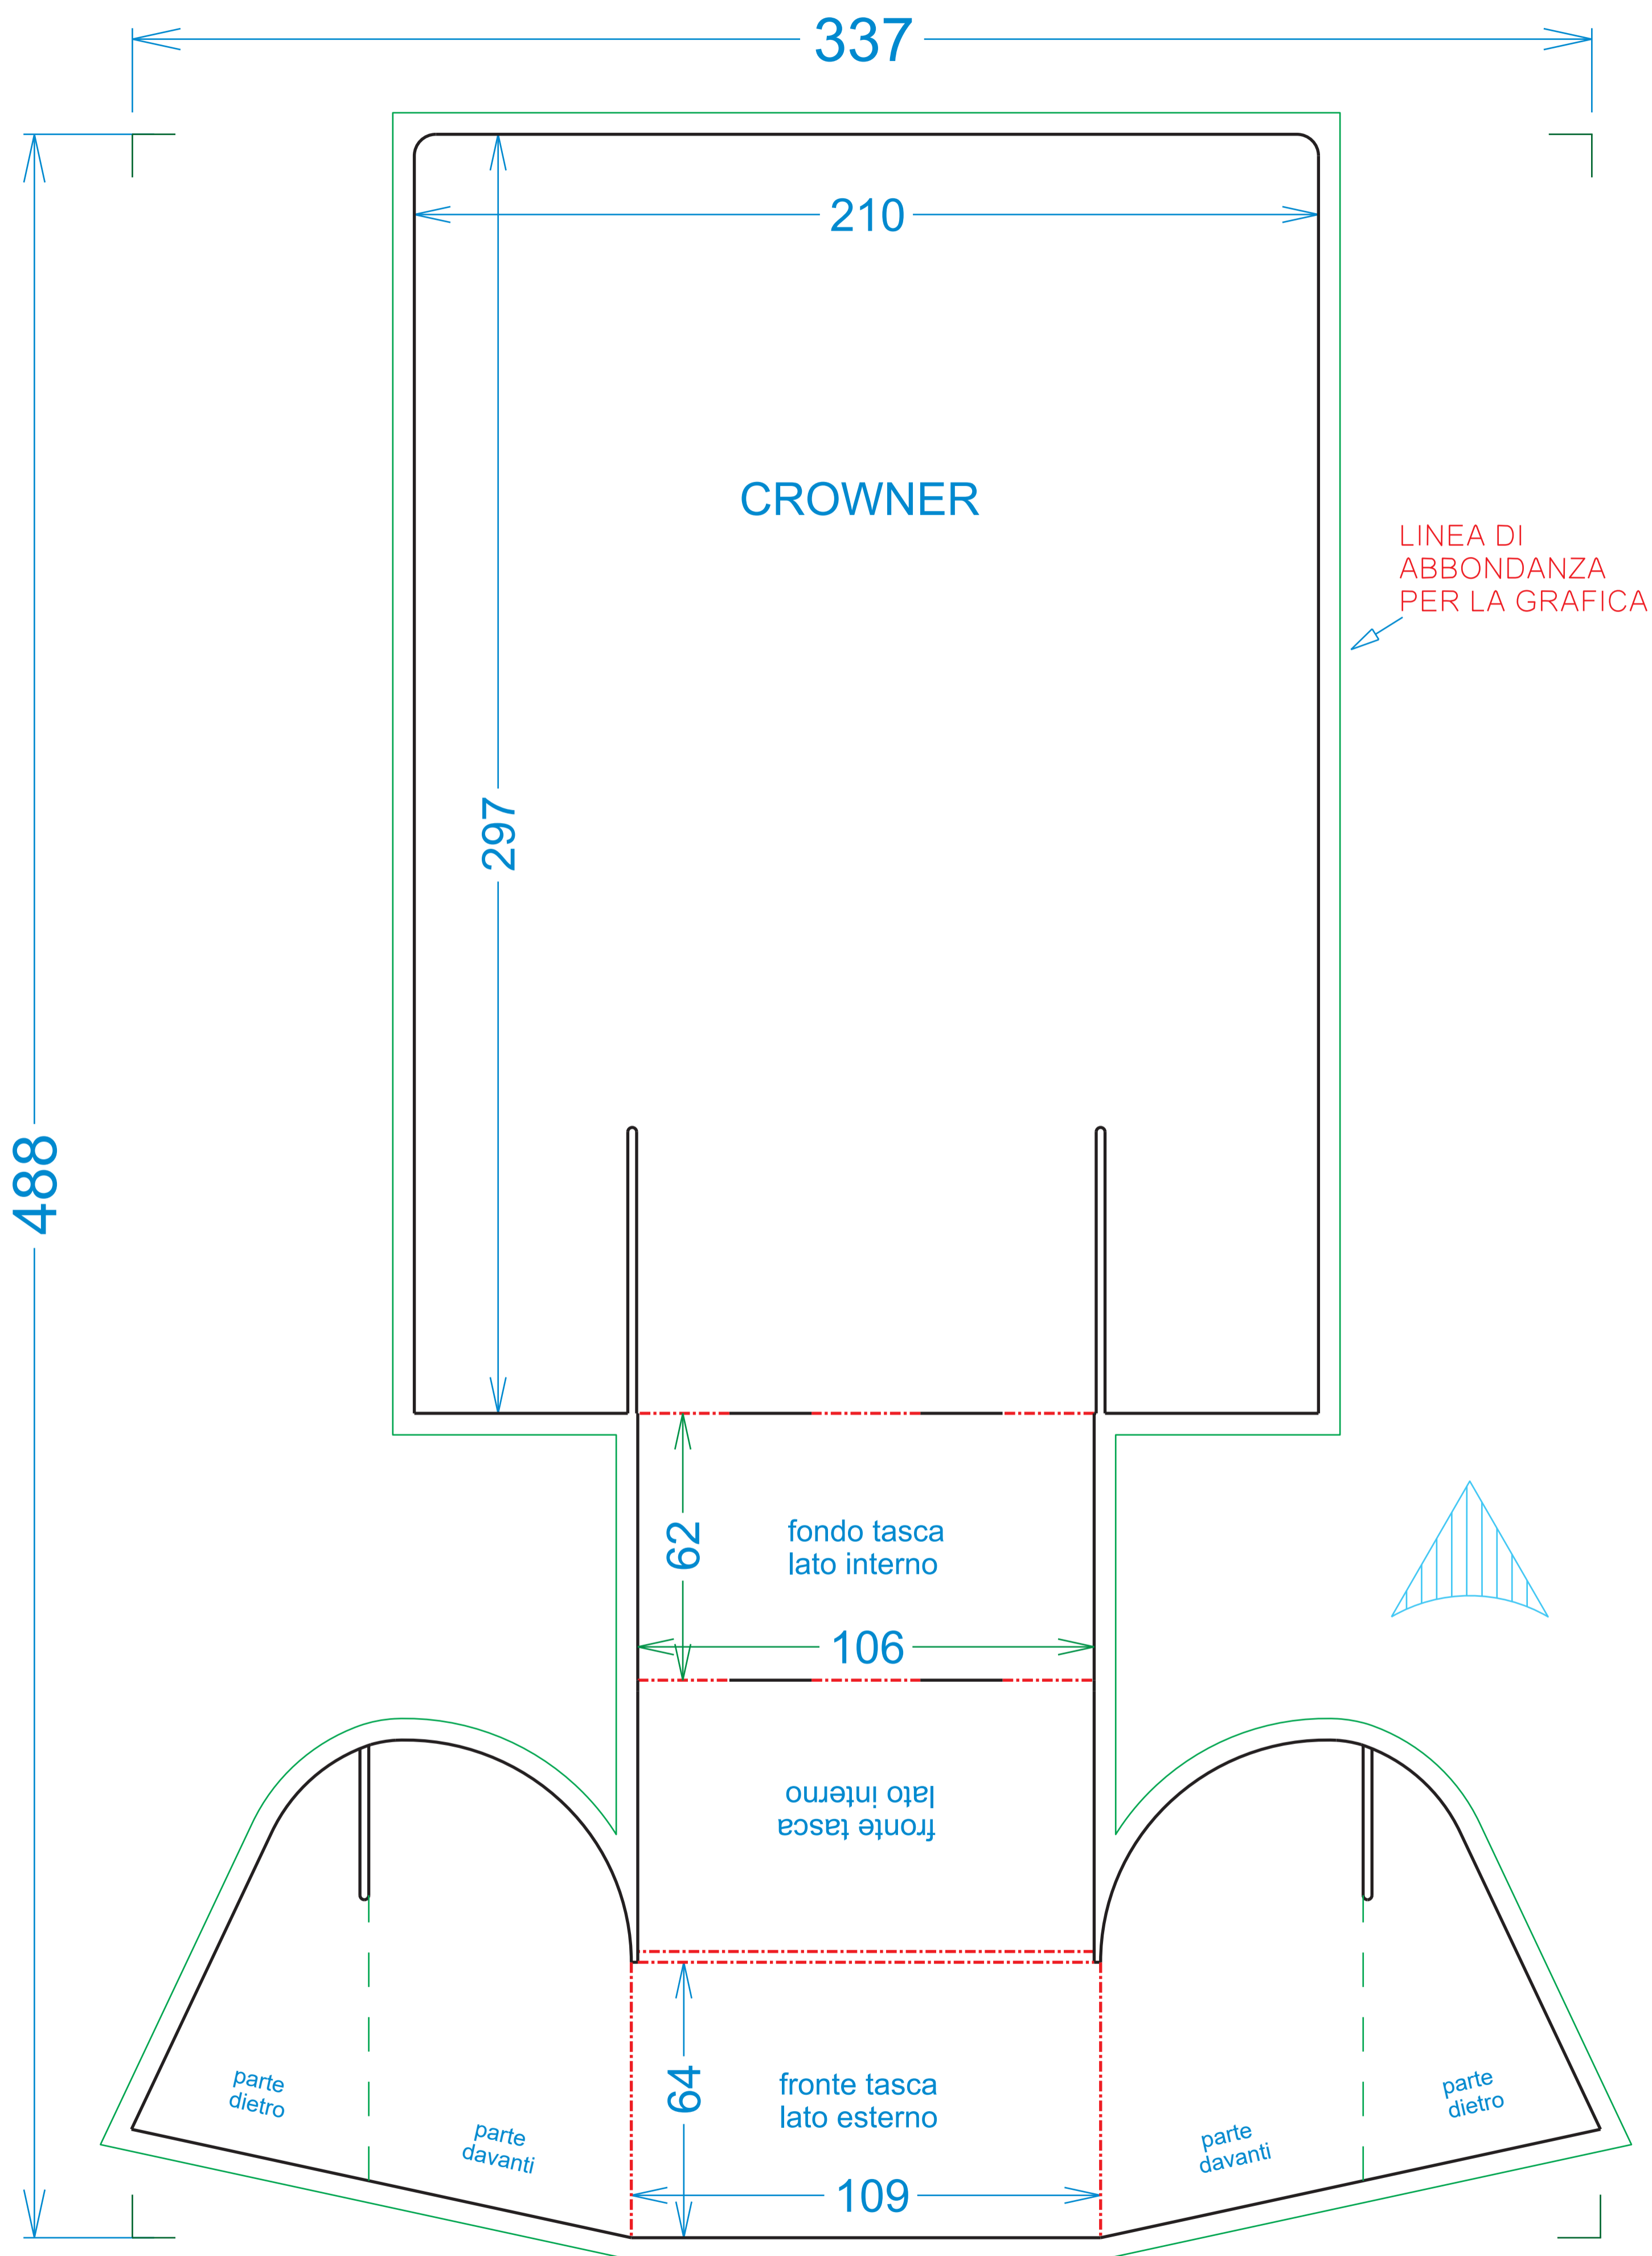 337
210
CROWNER
LINEA DI
ABBONDANZA
PER LA GRAFICA
297
488
62
fondo tasca
lato interno
106
fronte tasca
lato interno
64
fronte tasca
lato esterno
109
parte
dietro
parte
davanti
parte
davanti
parte
dietro